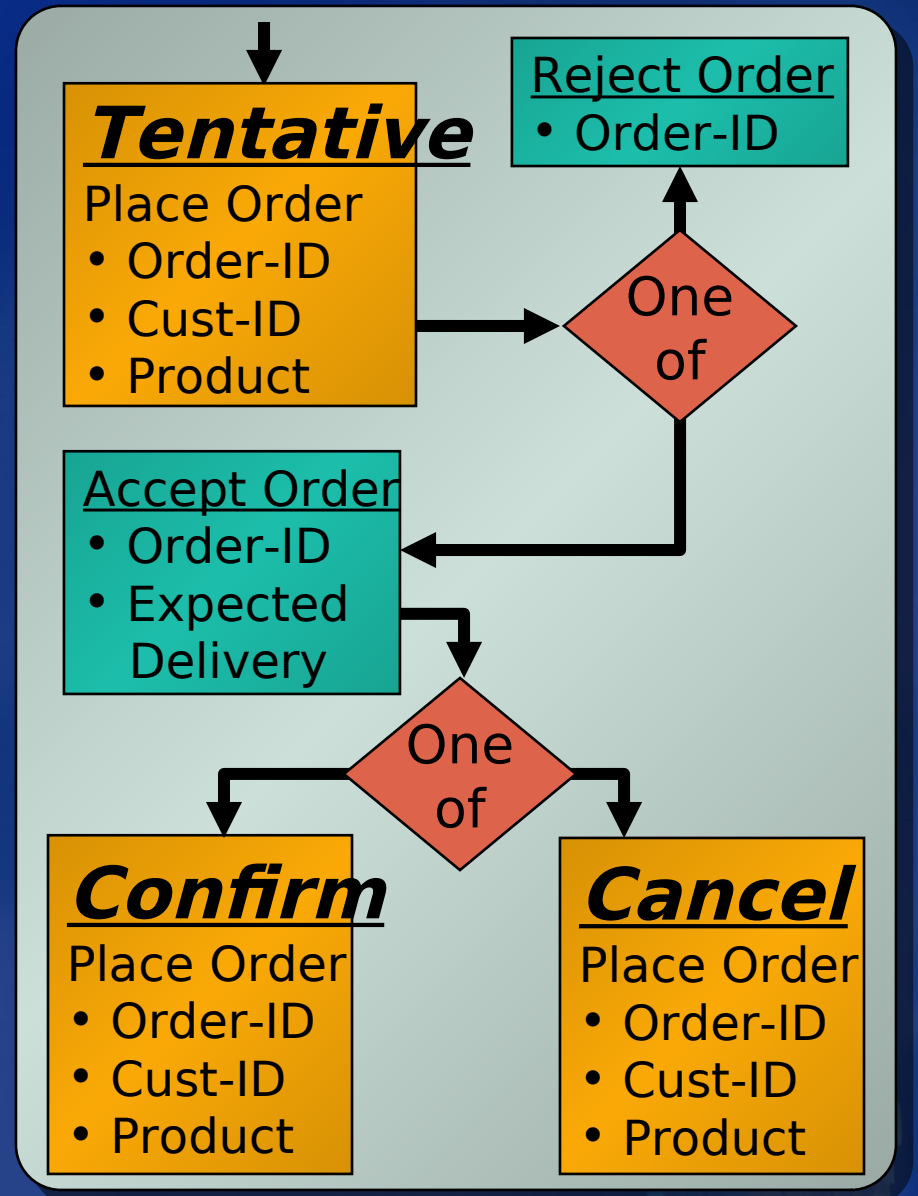 Tentative
Place Order
• Order-ID
• Cust-ID
• Product
Reject Order
• Order-ID
One
of
Accept Order
• Order-ID
• Expected
Delivery
One
of
Confirm
Place Order
• Order-ID
• Cust-ID
• Product
Cancel
Place Order
• Order-ID
• Cust-ID
• Product